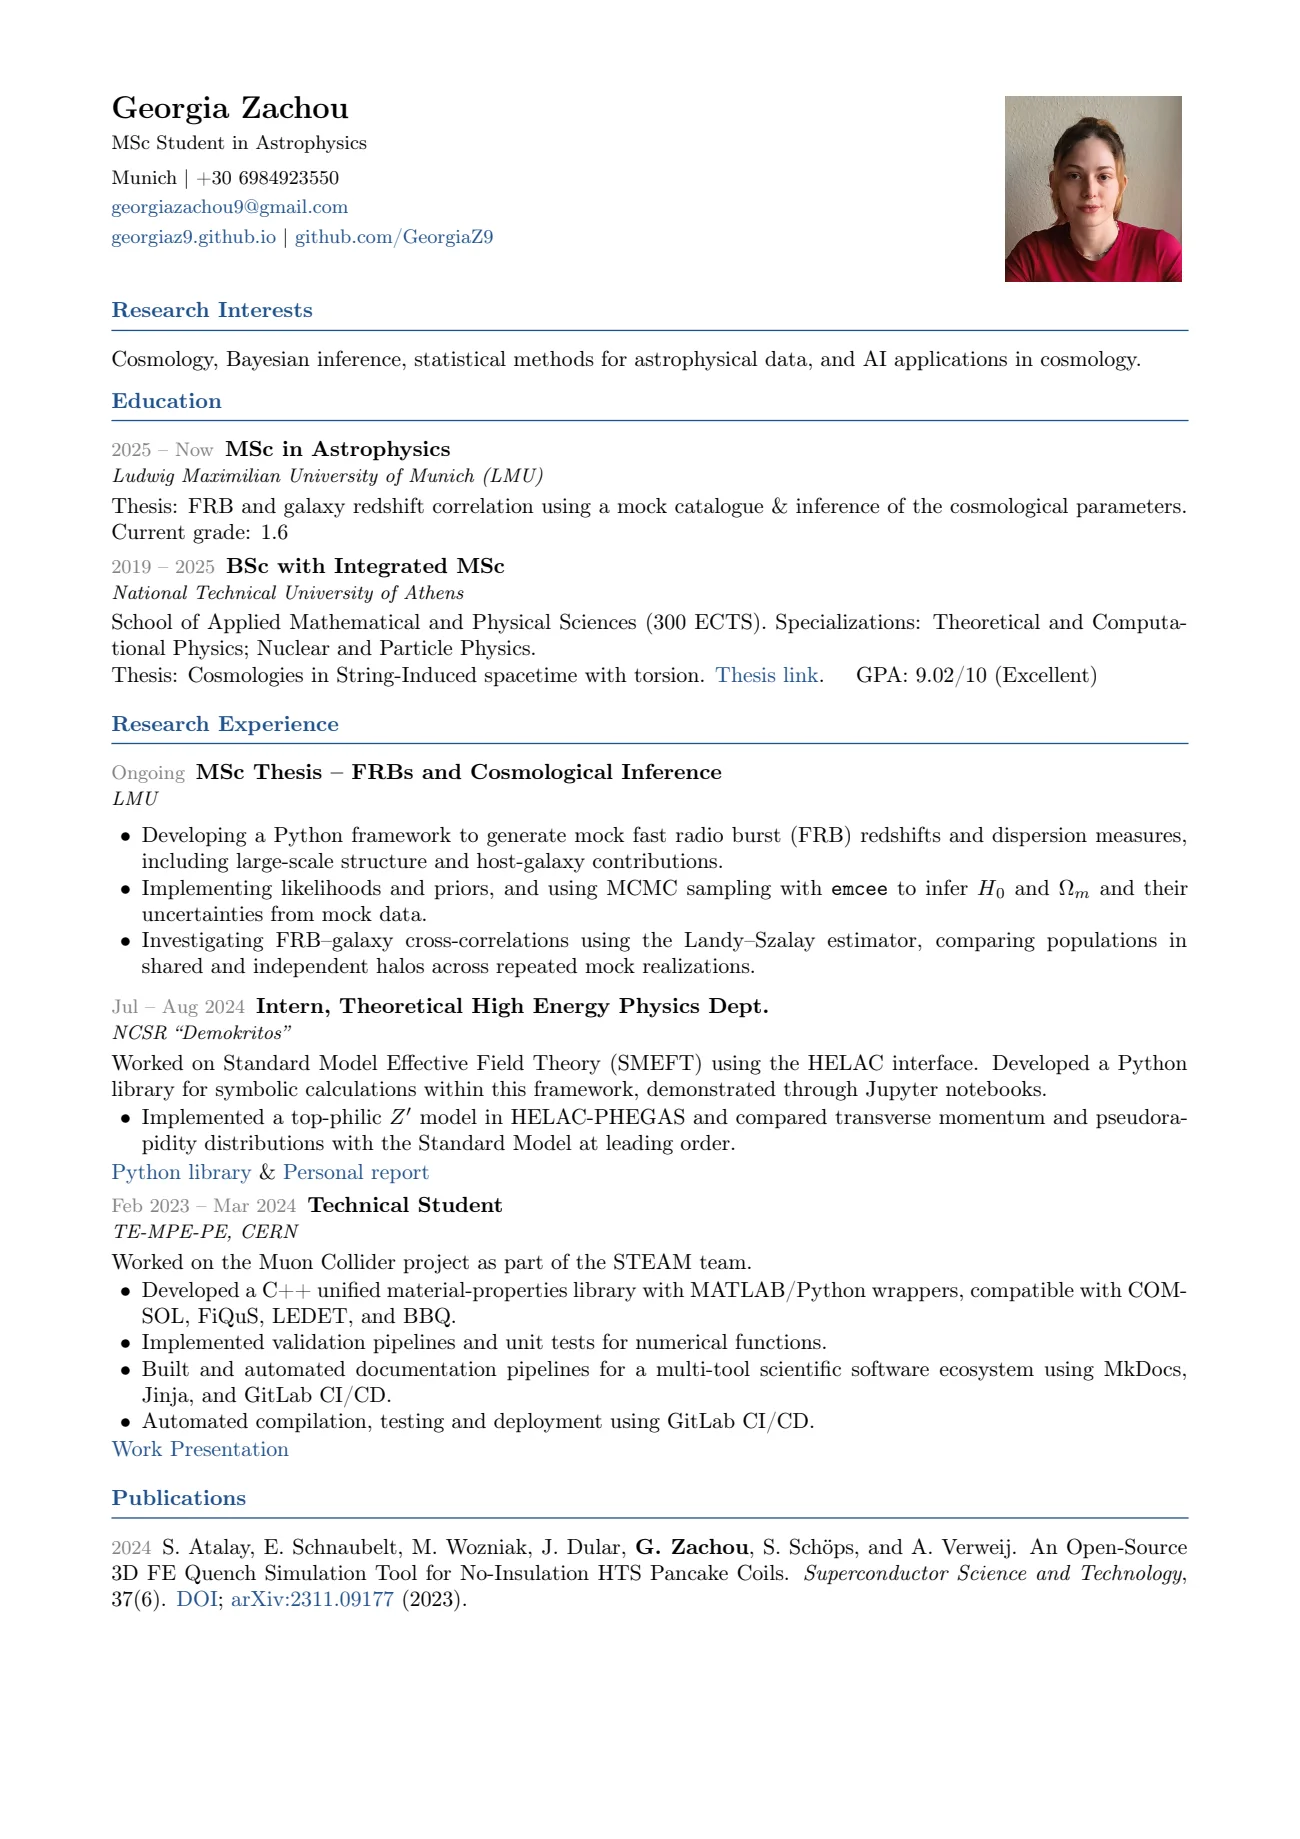 Georgia Zachou
MSc Student in Astrophysics
Munich | +30 6984923550
georgiazachou9@gmail.com
georgiaz9.github.io | github.com/GeorgiaZ9
Research Interests
Cosmology, Bayesian inference, statistical methods for astrophysical data, and AI applications in cosmology.
Education
2025 – Now MSc in Astrophysics
Ludwig Maximilian University of Munich (LMU)
Thesis: FRB and galaxy redshift correlation using a mock catalogue & inference of the cosmological parameters.
Current grade: 1.6
2019 – 2025 BSc with Integrated MSc
National Technical University of Athens
School of Applied Mathematical and Physical Sciences (300 ECTS). Specializations: Theoretical and Computa-
tional Physics; Nuclear and Particle Physics.
Thesis: Cosmologies in String-Induced spacetime with torsion. Thesis link. GPA: 9.02/10 (Excellent)
Research Experience
Ongoing MSc Thesis – FRBs and Cosmological Inference
LMU
• Developing a Python framework to generate mock fast radio burst (FRB) redshifts and dispersion measures,
including large-scale structure and host-galaxy contributions.
• Implementing likelihoods and priors, and using MCMC sampling with emcee to infer H₀ and Ωₘ and their
uncertainties from mock data.
• Investigating FRB–galaxy cross-correlations using the Landy–Szalay estimator, comparing populations in
shared and independent halos across repeated mock realizations.
Jul – Aug 2024 Intern, Theoretical High Energy Physics Dept.
NCSR “Demokritos”
Worked on Standard Model Effective Field Theory (SMEFT) using the HELAC interface. Developed a Python
library for symbolic calculations within this framework, demonstrated through Jupyter notebooks.
• Implemented a top-philic Z′ model in HELAC-PHEGAS and compared transverse momentum and pseudora-
pidity distributions with the Standard Model at leading order.
Python library & Personal report
Feb 2023 – Mar 2024 Technical Student
TE-MPE-PE, CERN
Worked on the Muon Collider project as part of the STEAM team.
• Developed a C++ unified material-properties library with MATLAB/Python wrappers, compatible with COM-
SOL, FiQuS, LEDET, and BBQ.
• Implemented validation pipelines and unit tests for numerical functions.
• Built and automated documentation pipelines for a multi-tool scientific software ecosystem using MkDocs,
Jinja, and GitLab CI/CD.
• Automated compilation, testing and deployment using GitLab CI/CD.
Work Presentation
Publications
2024 S. Atalay, E. Schnaubelt, M. Wozniak, J. Dular, G. Zachou, S. Schöps, and A. Verweij. An Open-Source
3D FE Quench Simulation Tool for No-Insulation HTS Pancake Coils. Superconductor Science and Technology,
37(6). DOI; arXiv:2311.09177 (2023).